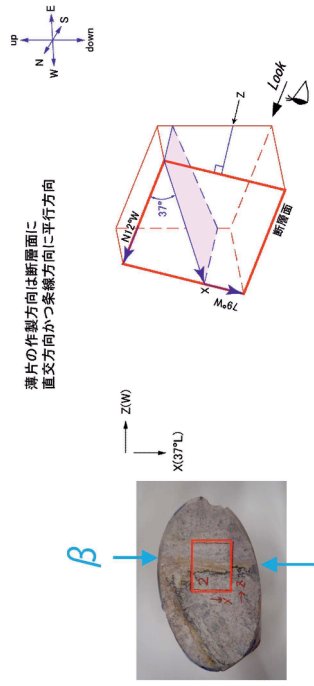 薄片の作製方向は断層面に
直交方向かつ条線方向に平行方向
up
E
S
N
W
down
β
Z(W)
X(37°L)
Z
X
Z
N12°W
37°
X
79°W
Z
断層面
Look